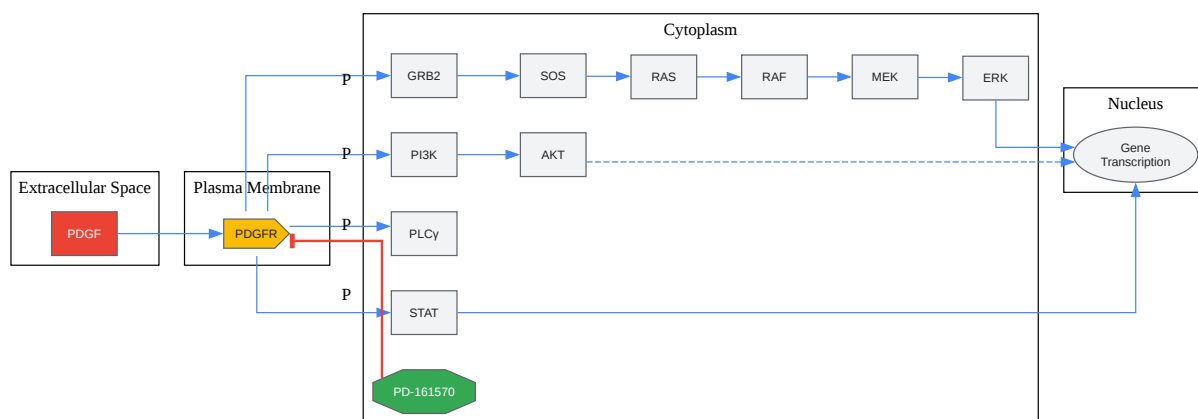 Cytoplasm
P
GRB2
SOS
RAS
RAF
MEK
ERK
Nucleus
P
PI3K
AKT
Gene
Transcription
Extracellular Space
Plasma Membrane
PDGF
PDGFR
P
PLCγ
P
STAT
PD-161570